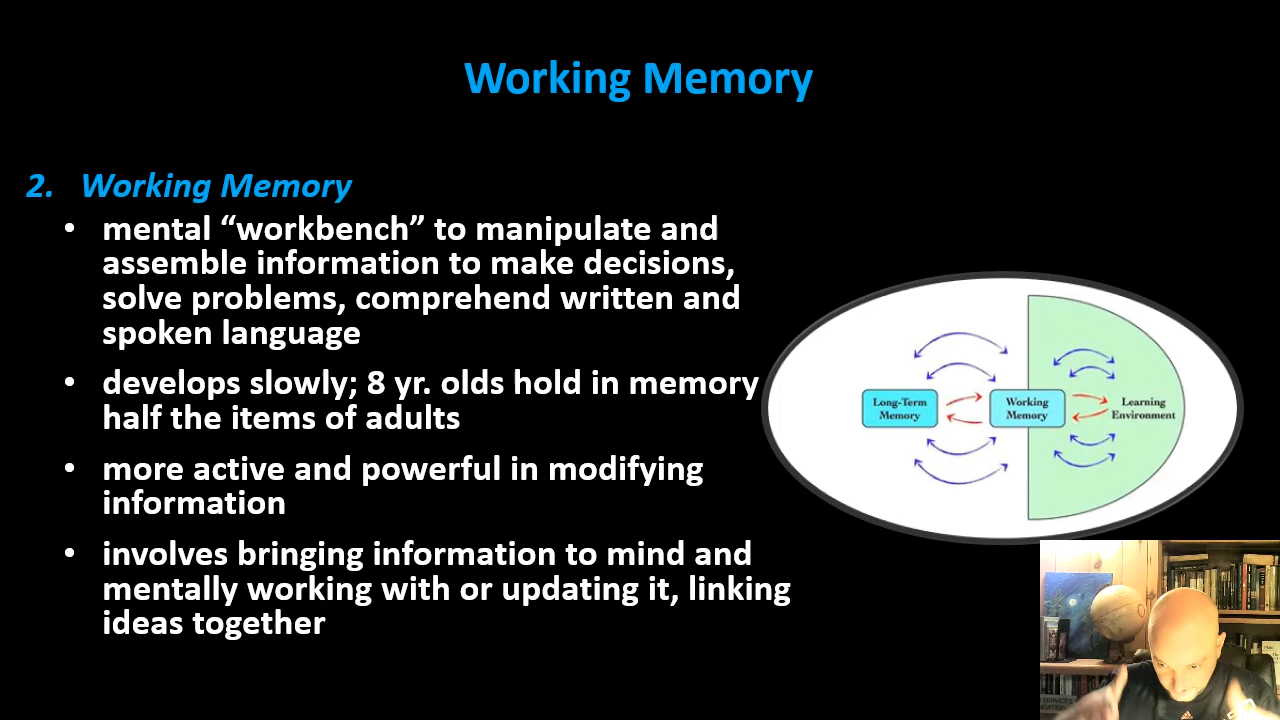 Working Memory
2. Working Memory
• mental “workbench” to manipulate and
assemble information to make decisions,
solve problems, comprehend written and
spoken language
• develops slowly; 8 yr. olds hold in memory
half the items of adults
• more active and powerful in modifying
information
• involves bringing information to mind and
mentally working with or updating it, linking
ideas together
Long-Term
Memory
Working
Memory
Learning
Environment